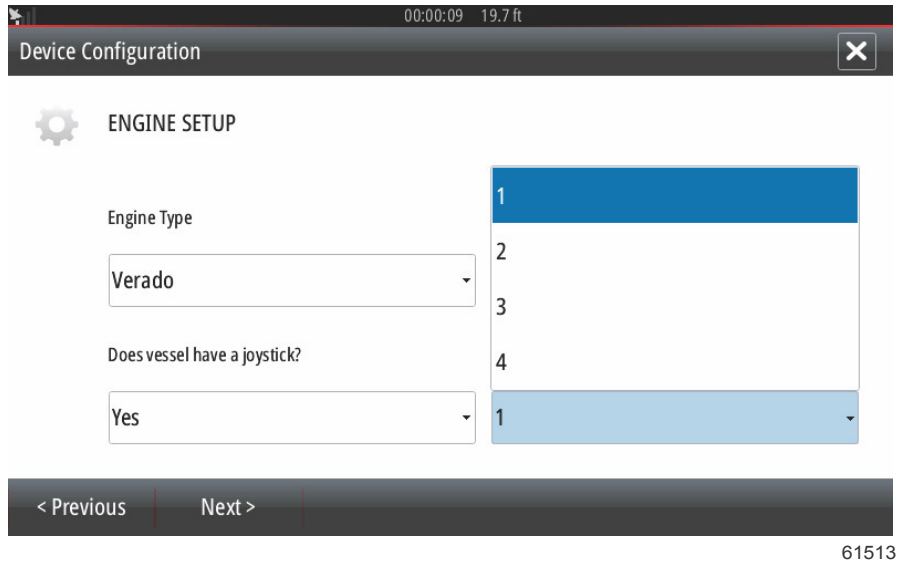 00:00:09 19.7 ft
Device Configuration
ENGINE SETUP
Engine Type
Verado
Does vessel have a joystick?
Yes
1
2
3
4
1
< Previous Next >
61513